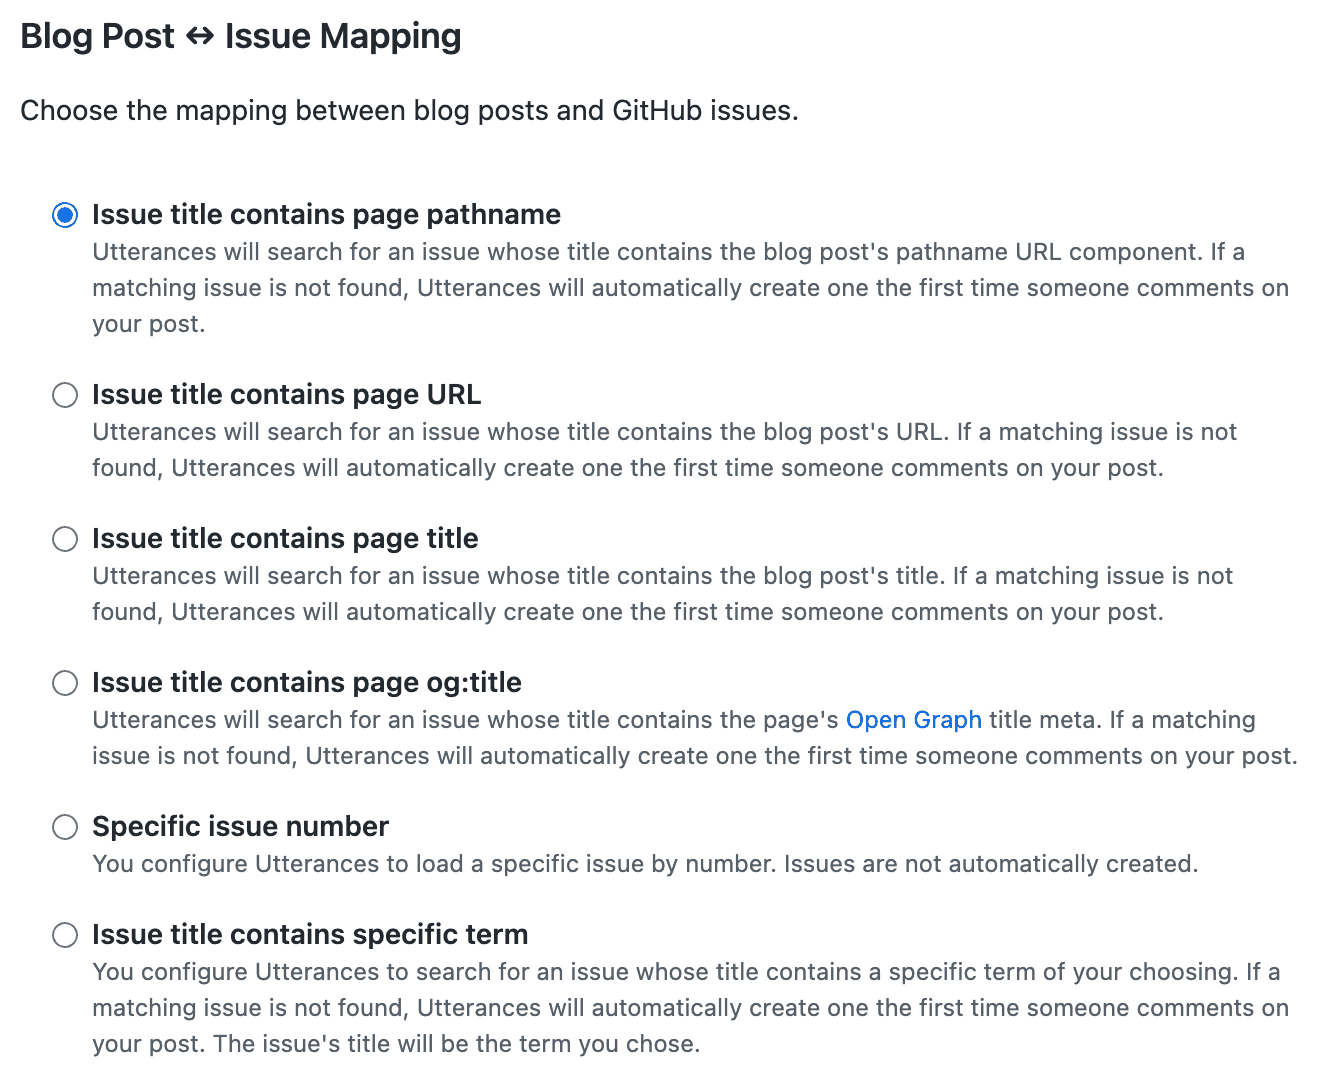 Blog Post ↔ Issue Mapping
Choose the mapping between blog posts and GitHub issues.
Issue title contains page pathname
Utterances will search for an issue whose title contains the blog post's pathname URL component. If a
matching issue is not found, Utterances will automatically create one the first time someone comments on
your post.
Issue title contains page URL
Utterances will search for an issue whose title contains the blog post's URL. If a matching issue is not
found, Utterances will automatically create one the first time someone comments on your post.
Issue title contains page title
Utterances will search for an issue whose title contains the blog post's title. If a matching issue is not
found, Utterances will automatically create one the first time someone comments on your post.
Issue title contains page og:title
Utterances will search for an issue whose title contains the page's Open Graph title meta. If a matching
issue is not found, Utterances will automatically create one the first time someone comments on your post.
Specific issue number
You configure Utterances to load a specific issue by number. Issues are not automatically created.
Issue title contains specific term
You configure Utterances to search for an issue whose title contains a specific term of your choosing. If a
matching issue is not found, Utterances will automatically create one the first time someone comments on
your post. The issue's title will be the term you chose.